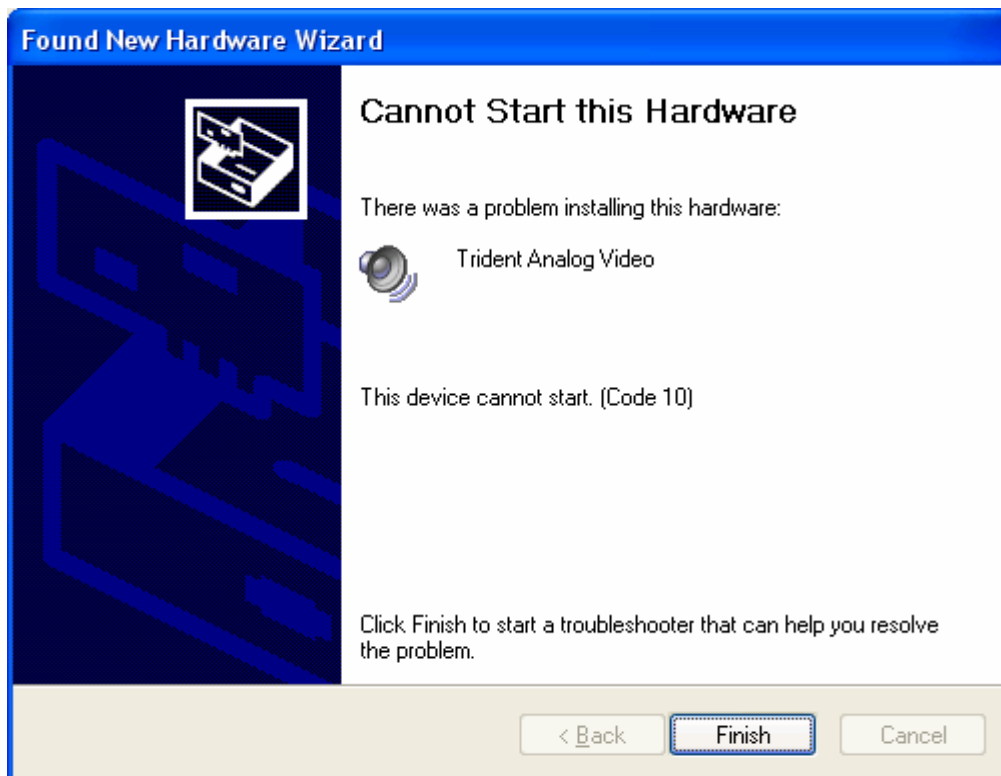 Found New Hardware Wizard
Cannot Start this Hardware
There was a problem installing this hardware:
Trident Analog Video
This device cannot start. (Code 10)
Click Finish to start a troubleshooter that can help you resolve
the problem.
< Back
Finish
Cancel